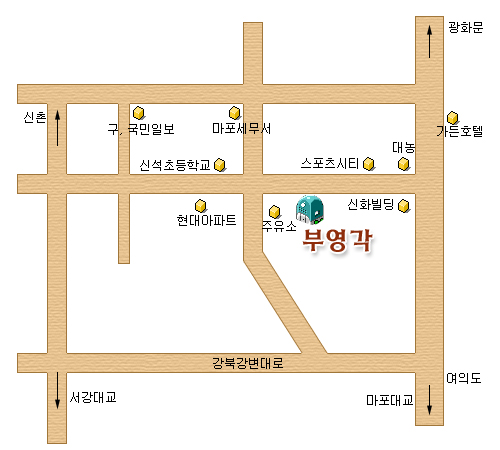 광화문
신촌
구, 국민일보
마포세무서
가든호텔
대농
신석초등학교
스포츠시티
현대아파트
주유소
신화빌딩
부영각
강북강변대로
여의도
서강대교
마포대교